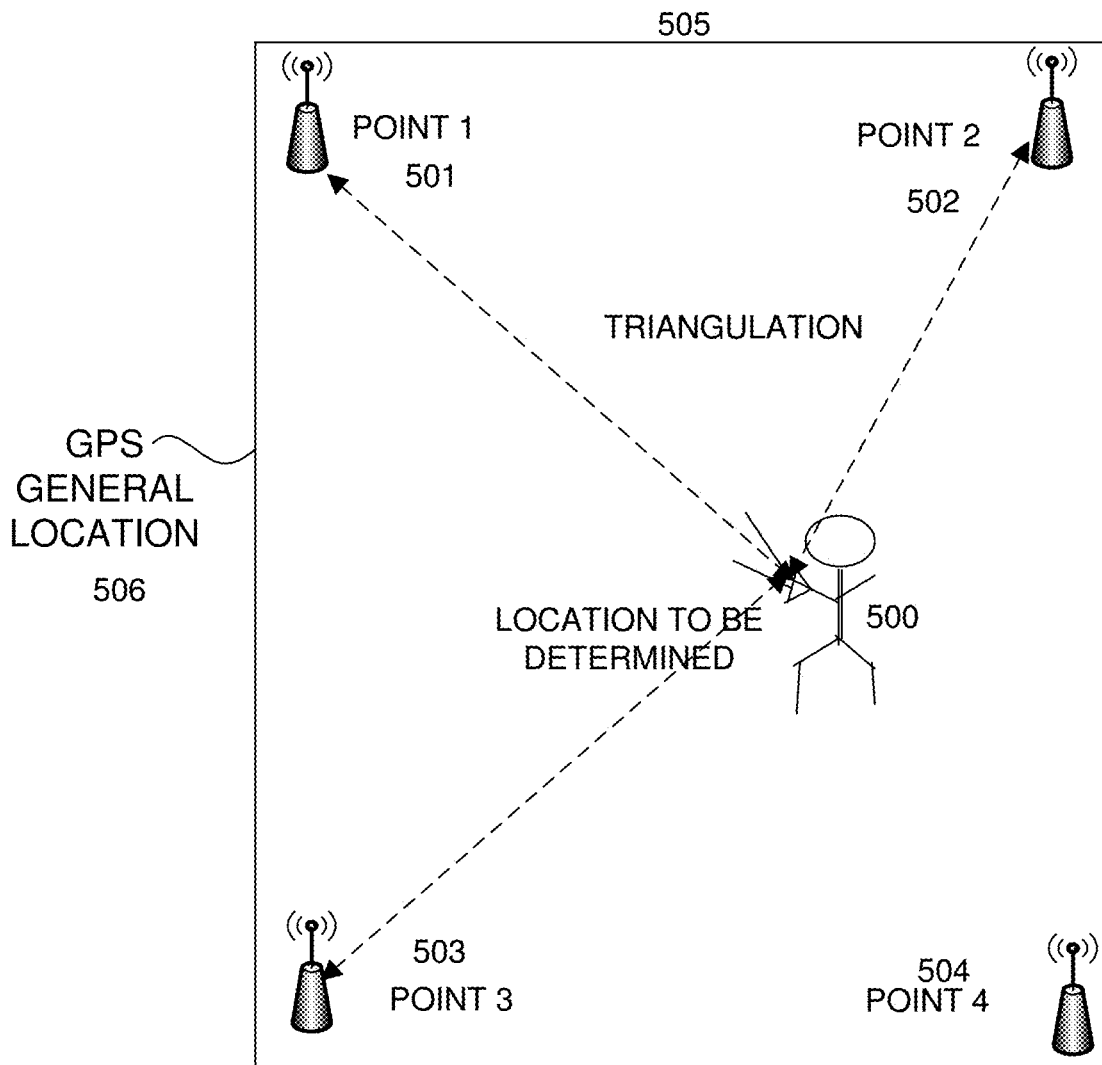 505
POINT 1
501
POINT 2
502
TRIANGULATION
GPS
GENERAL
LOCATION
506
LOCATION TO BE
DETERMINED
500
503
POINT 3
504
POINT 4